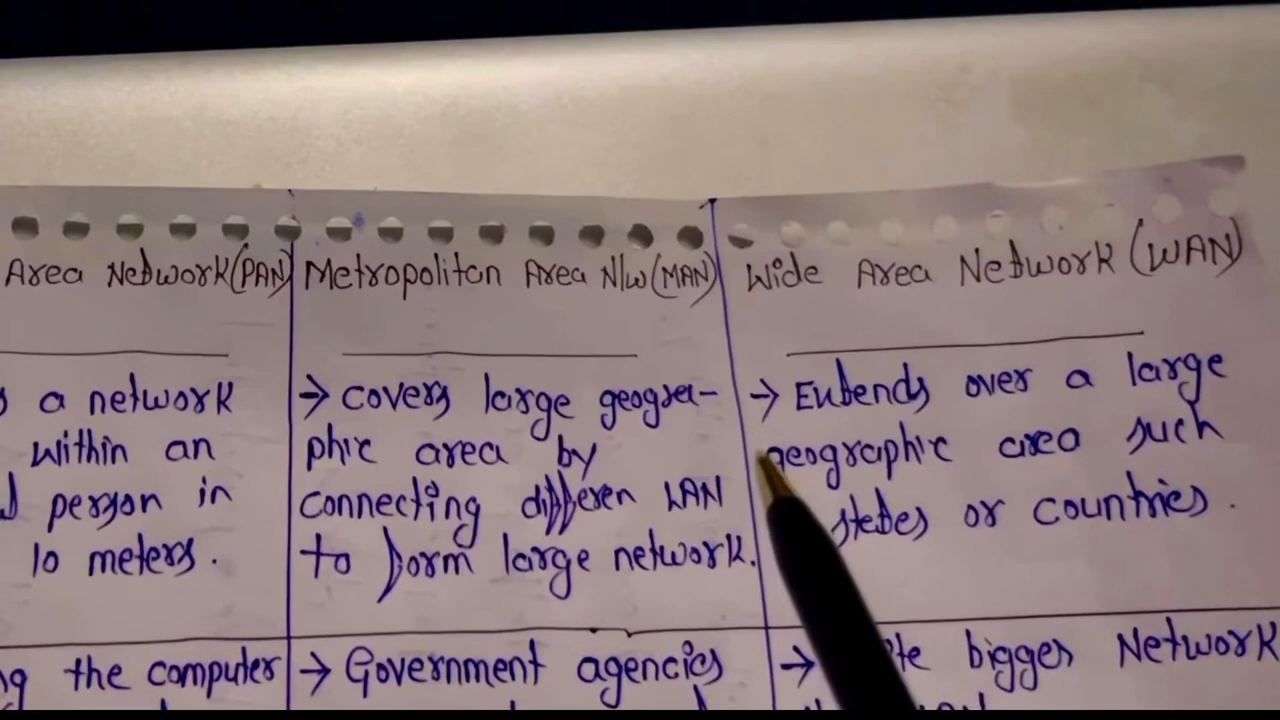 Area Network(PAN)
Metropoliton Area N/w(MAN)
Wide Area Network (WAN)
a network
within an
person in
10 meters.
→ covers large geogra-
phic area by
connecting differen LAN
to form large network.
→ Extends over a large
geographic area such
states or countries.
the computer
→ Government agencies
→ bigger Network